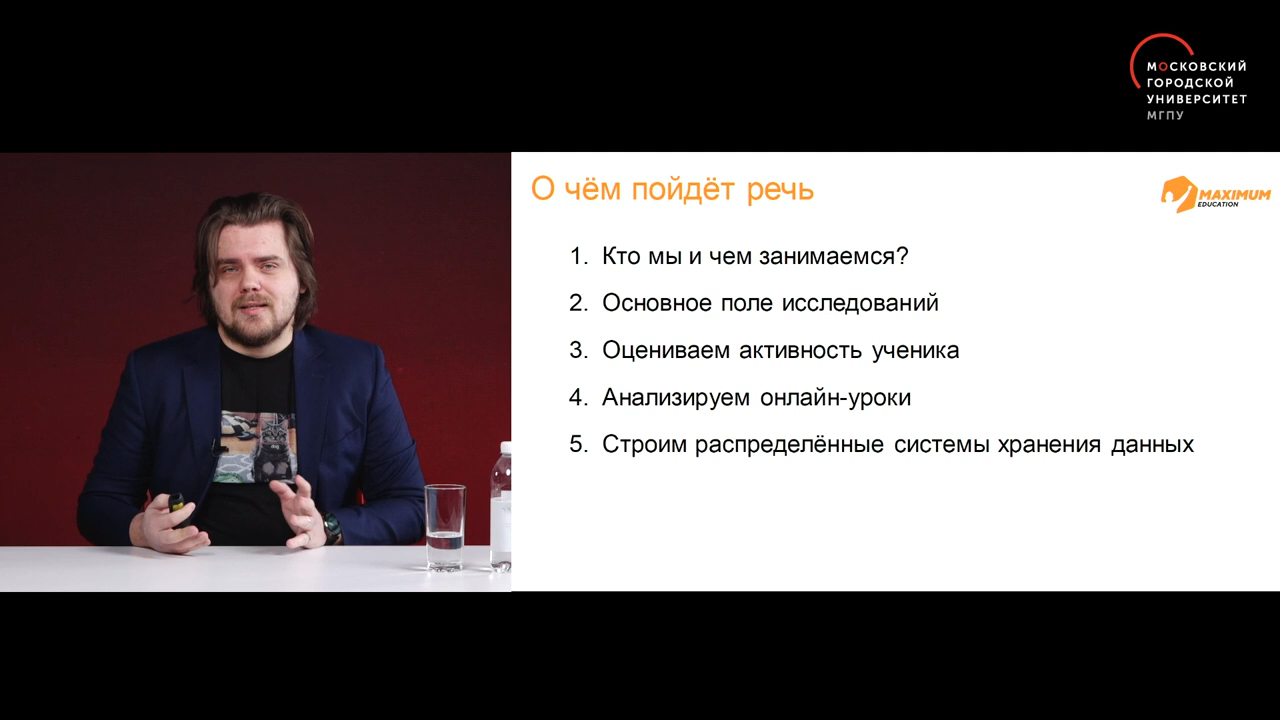 МОСКОВСКИЙ
ГОРОДСКОЙ
УНИВЕРСИТЕТ
МГПУ
О чём пойдёт речь
MAXIMUM
EDUCATION
1. Кто мы и чем занимаемся?
2. Основное поле исследований
3. Оцениваем активность ученика
4. Анализируем онлайн-уроки
5. Строим распределённые системы хранения данных